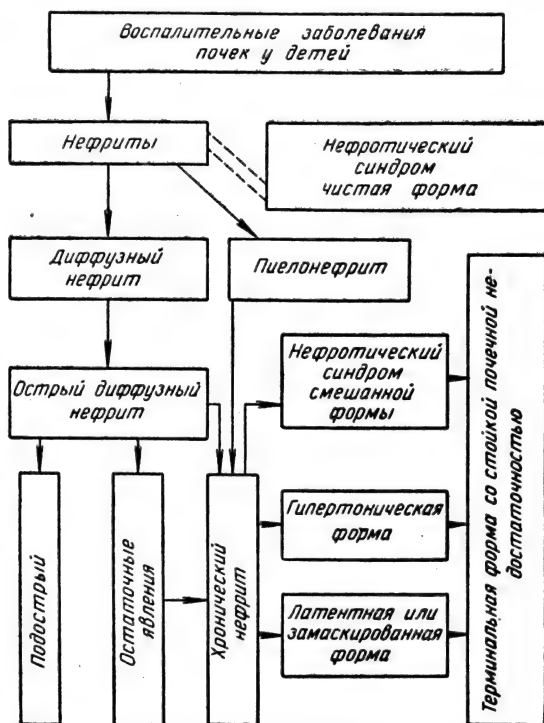 Воспалительные заболевания
почек у детей
Нефриты
Нефротический
синдром
чистая форма
Диффузный
нефрит
Пиелонефрит
Острый диффузный
нефрит
Нефротический
синдром
смешанной
формы
Гипертоническая
форма
Латентная или
замаскированная
форма
Подострый
Остаточные
явления
Хронический
нефрит
Терминальная форма со стойкой почечной не-
достаточностью